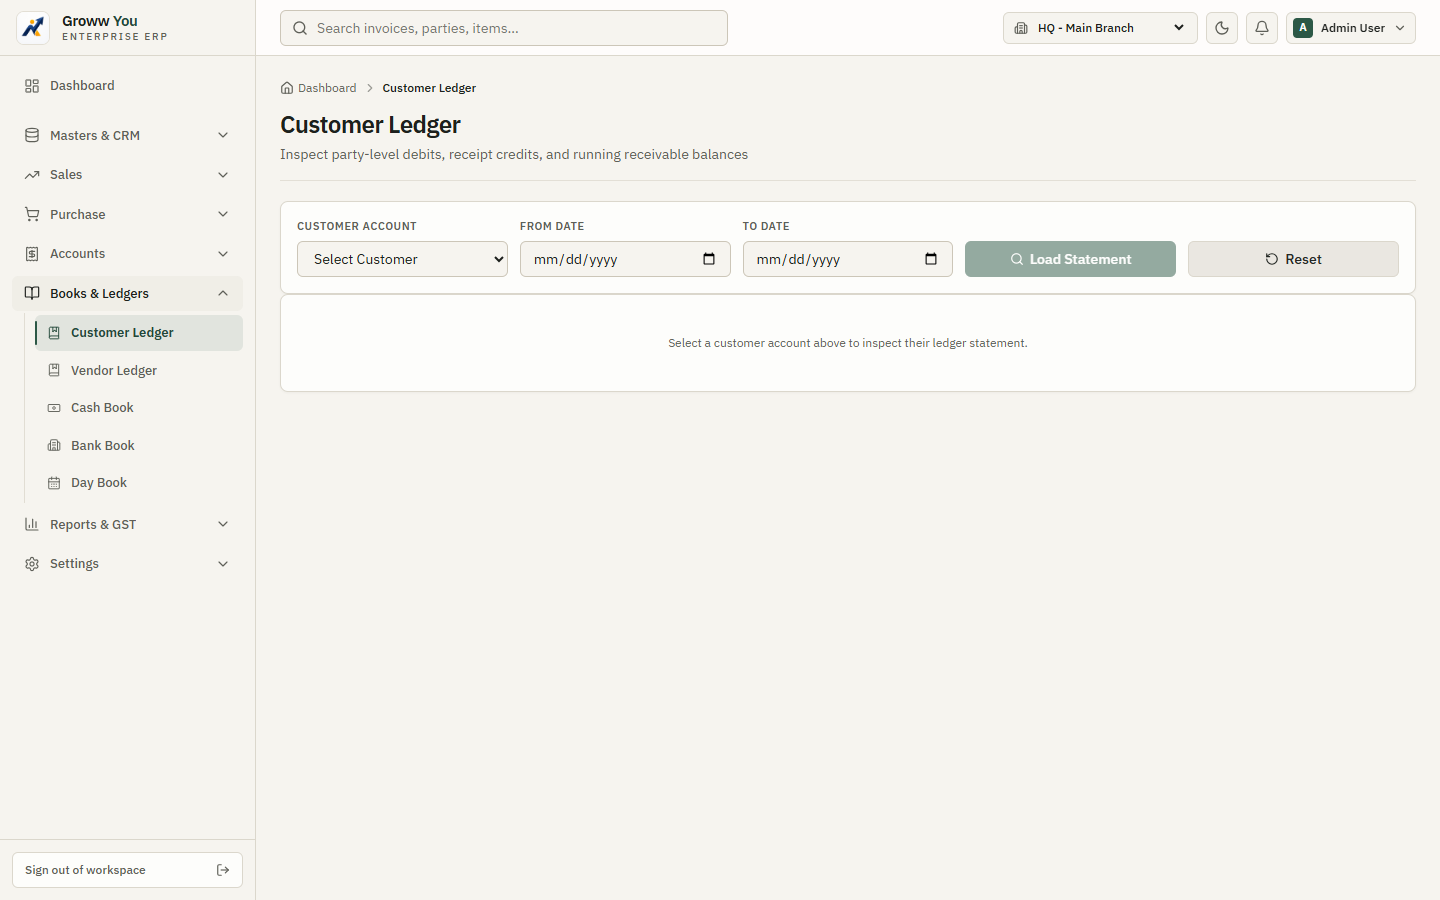 Groww You
ENTERPRISE ERP
Search invoices, parties, items...
HQ - Main Branch
A
Admin User
Dashboard
Masters & CRM
Sales
Purchase
Accounts
Books & Ledgers
Customer Ledger
Vendor Ledger
Cash Book
Bank Book
Day Book
Reports & GST
Settings
Sign out of workspace
Dashboard
Customer Ledger
Customer Ledger
Inspect party-level debits, receipt credits, and running receivable balances
CUSTOMER ACCOUNT
FROM DATE
TO DATE
Select Customer
mm/dd/yyyy
mm/dd/yyyy
Load Statement
Reset
Select a customer account above to inspect their ledger statement.